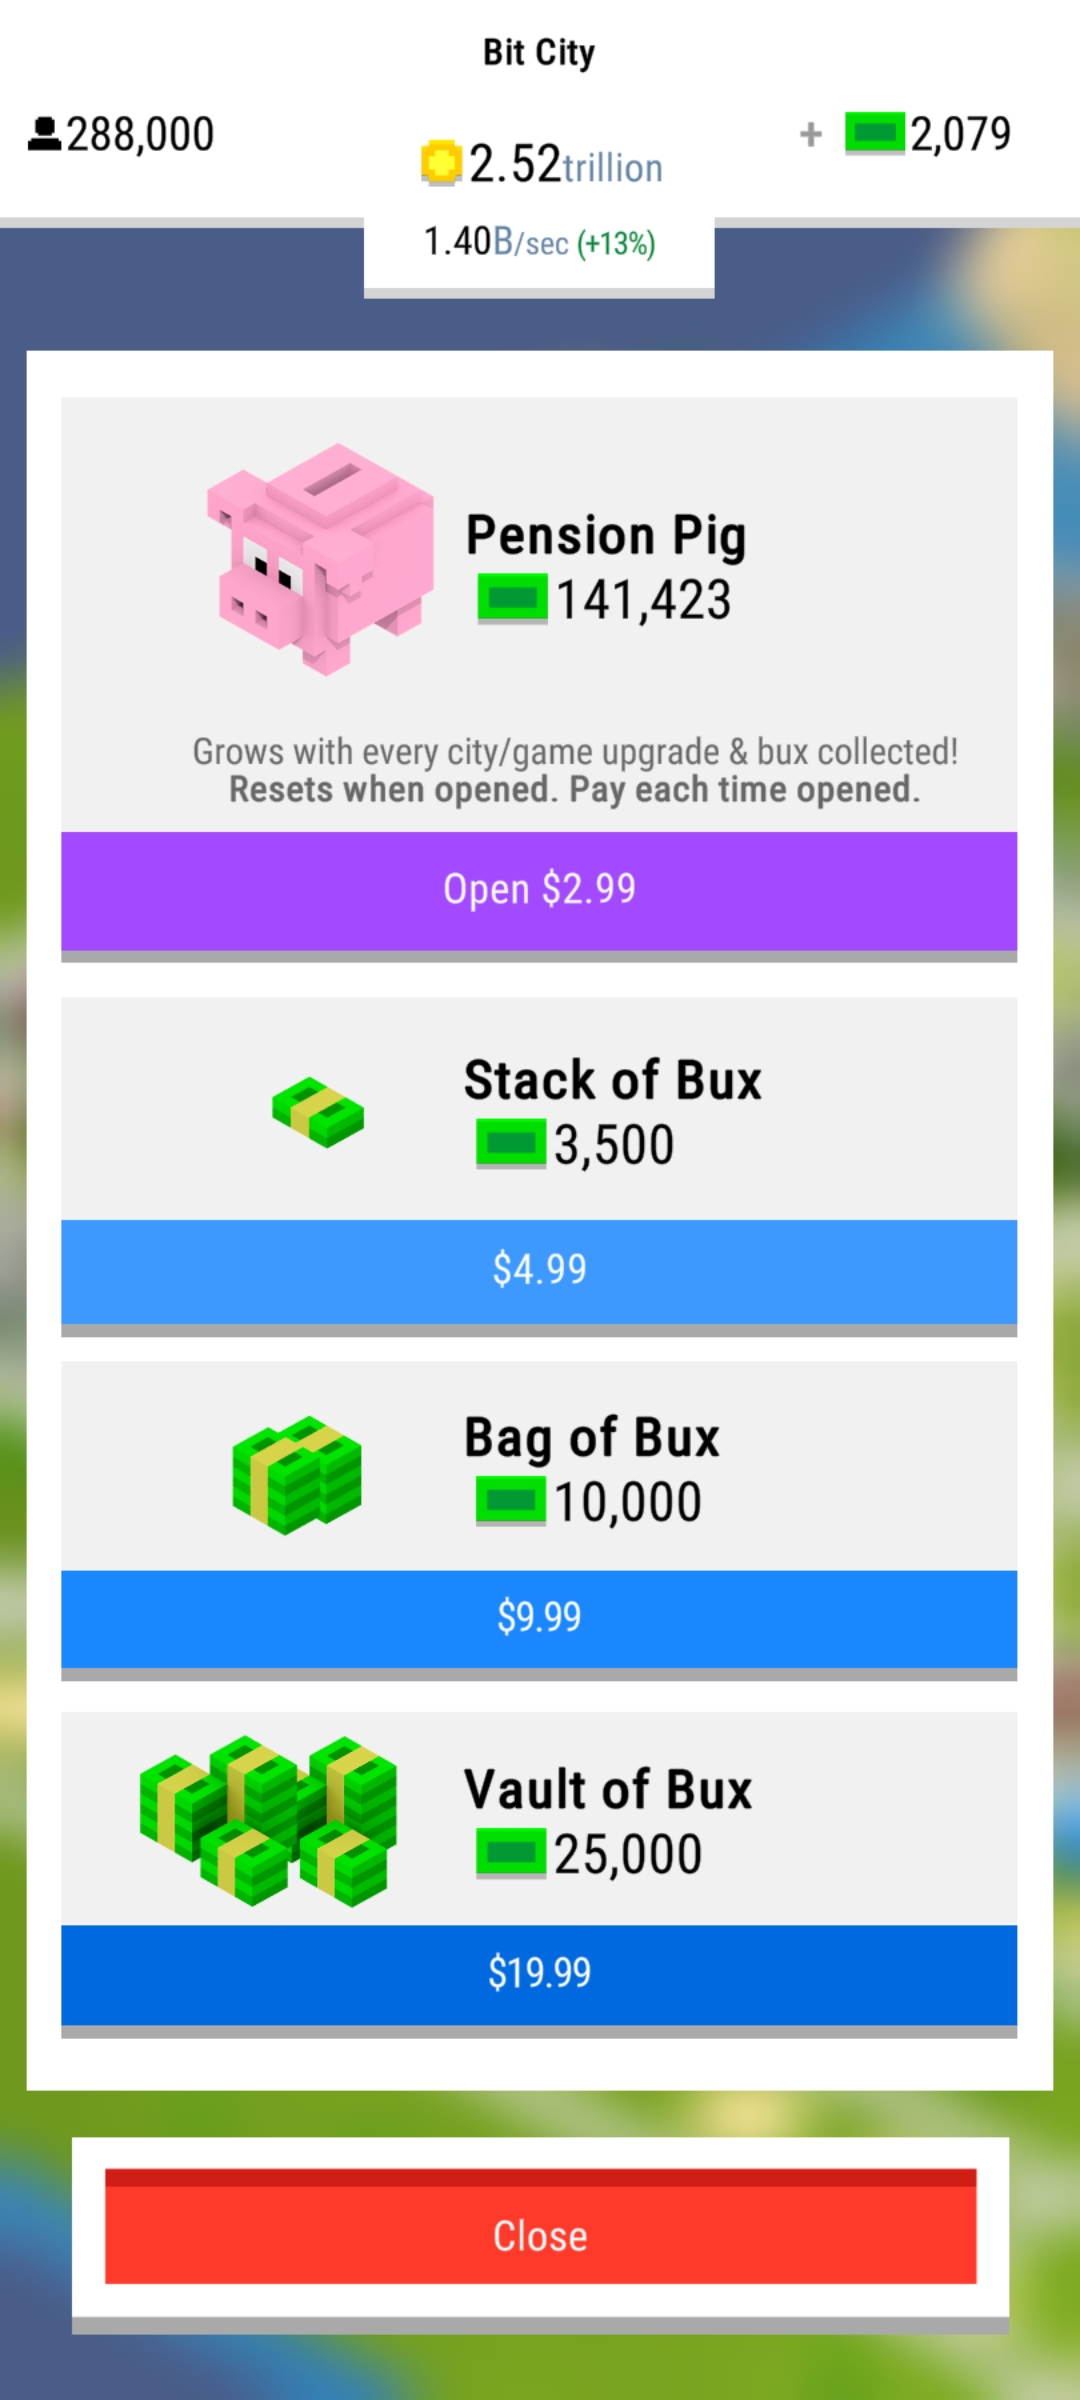 Bit City
288,000
2.52trillion
+ 2,079
1.40B/sec (+13%)
Pension Pig
141,423
Grows with every city/game upgrade & bux collected!
Resets when opened. Pay each time opened.
Open $2.99
Stack of Bux
3,500
$4.99
Bag of Bux
10,000
$9.99
Vault of Bux
25,000
$19.99
Close